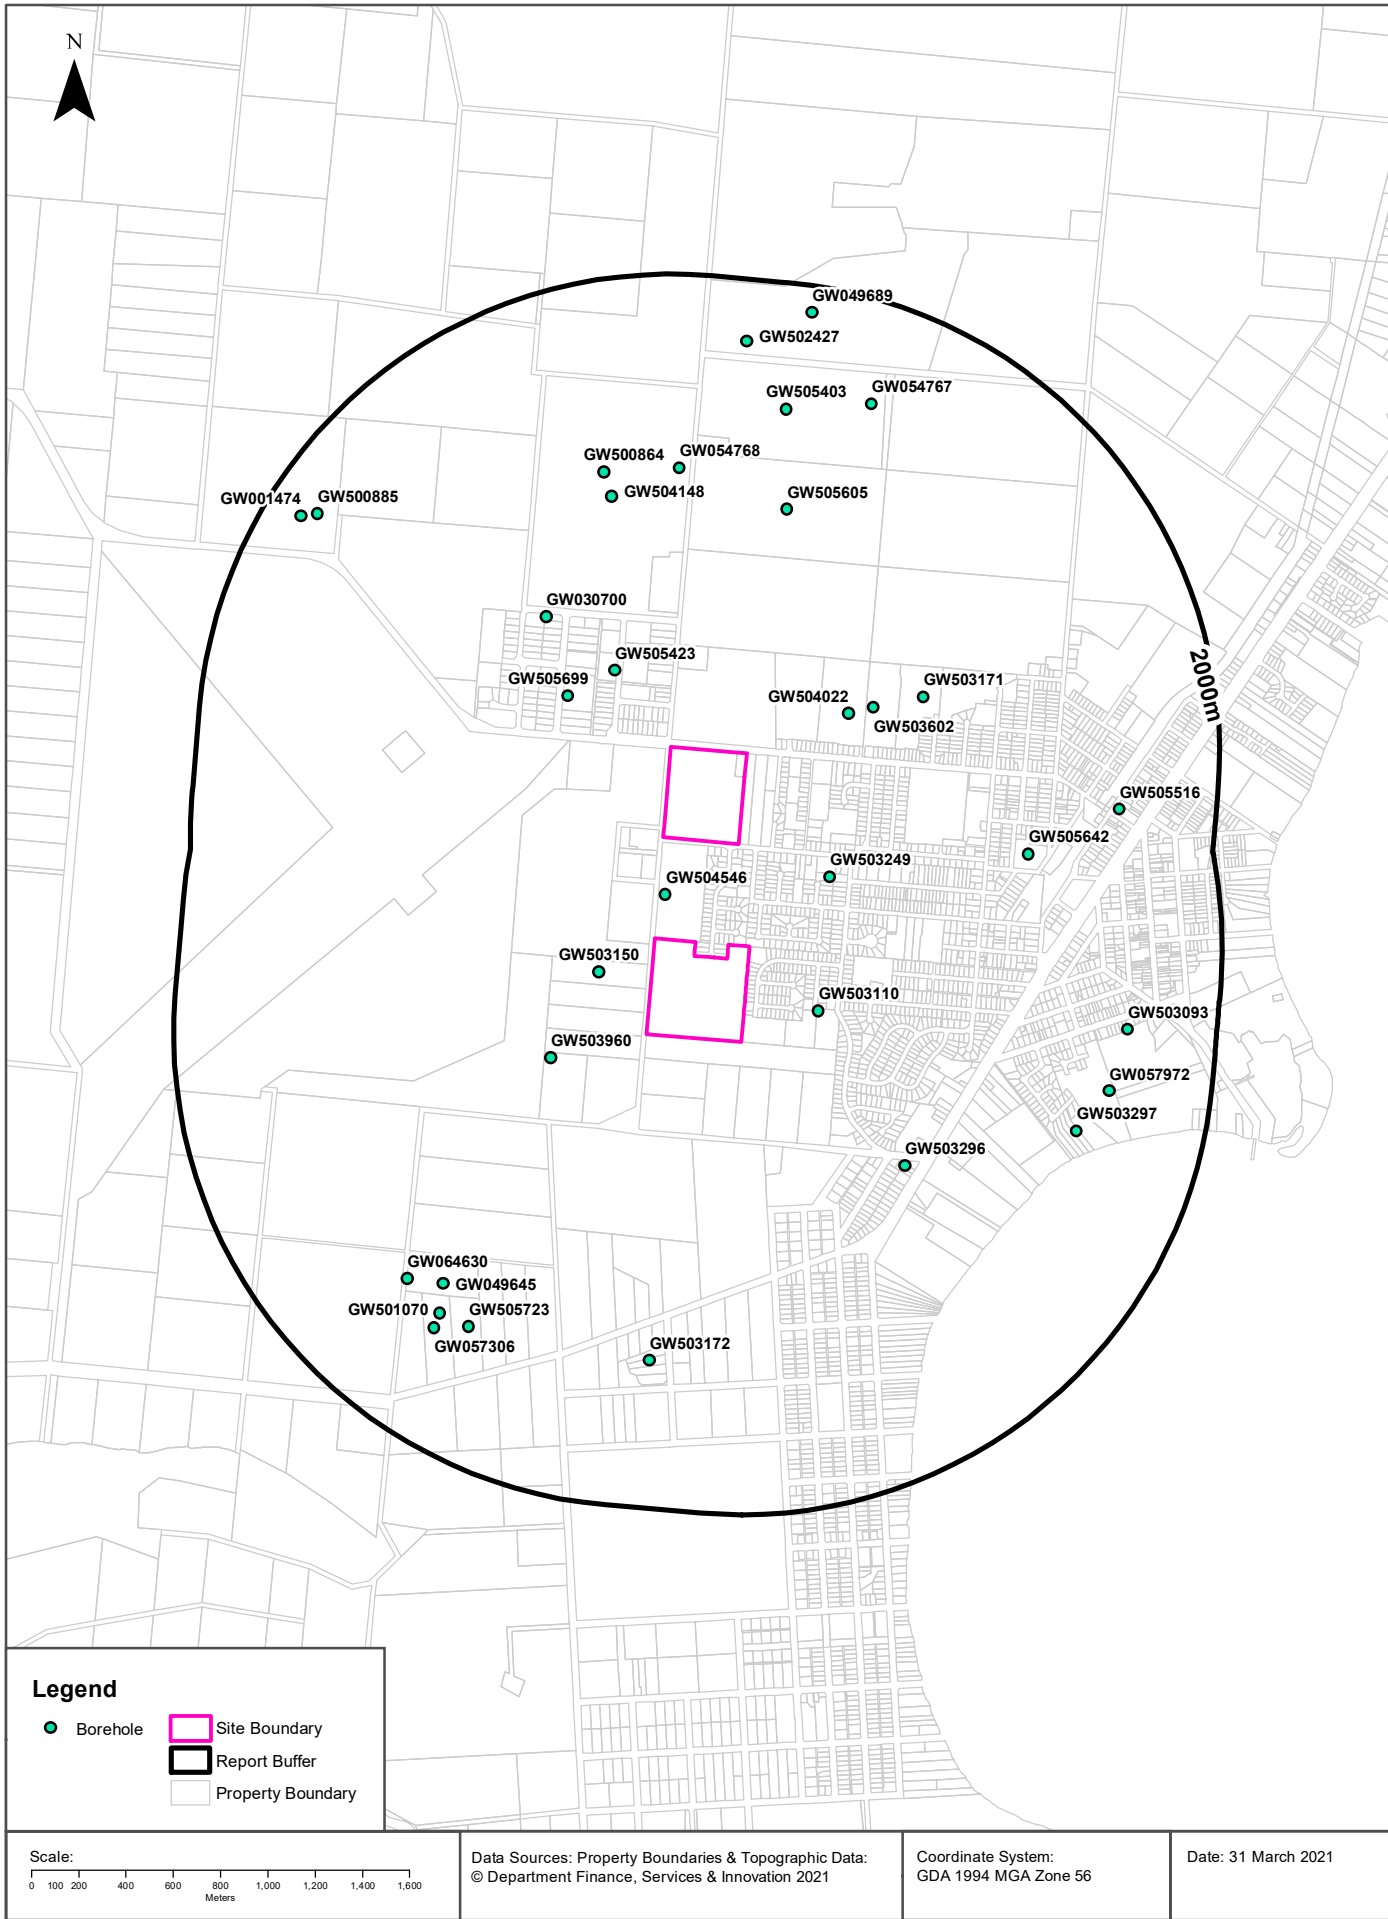 N
GW049689
GW502427
GW505403
GW054767
GW500864
GW054768
GW504148
GW505605
GW001474
GW500885
GW030700
GW505423
GW505699
GW504022
GW503171
GW503602
2000m
GW505516
GW505642
GW503249
GW504546
GW503150
GW503110
GW503093
GW503960
GW057972
GW503297
GW503296
GW064630
GW049645
GW501070
GW505723
GW057306
GW503172
Legend
Borehole
Site Boundary
Report Buffer
Property Boundary
Scale:
0 100 200 400 600 800 1,000 1,200 1,400 1,600
Meters
Data Sources: Property Boundaries & Topographic Data:
© Department Finance, Services & Innovation 2021
Coordinate System:
GDA 1994 MGA Zone 56
Date: 31 March 2021